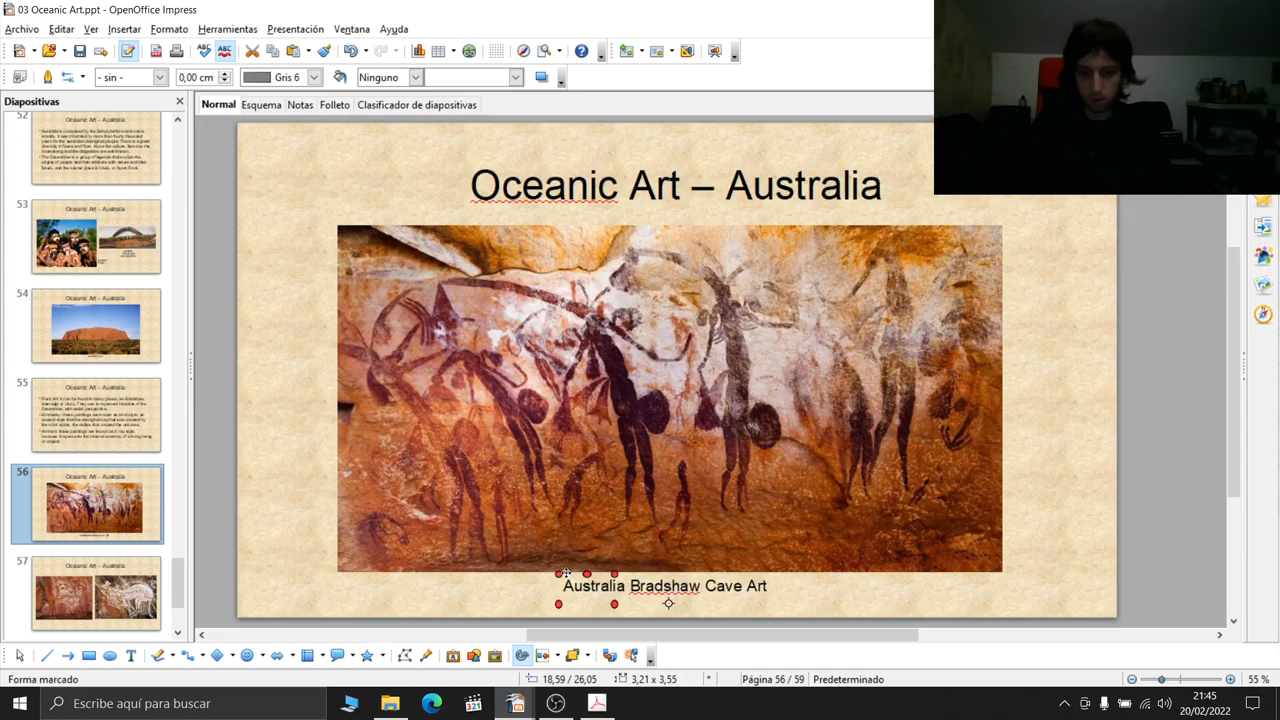 03 Oceanic Art.ppt - OpenOffice Impress
Archivo Editar Ver Insertar Formato Herramientas Presentación Ventana Ayuda
- sin - 0,00 cm Gris 6 Ninguno
Diapositivas
Normal Esquema Notas Folleto Clasificador de diapositivas
52
Oceanic Art – Australia
53
Oceanic Art – Australia
54
Oceanic Art – Australia
55
Oceanic Art – Australia
56
Oceanic Art – Australia
57
Oceanic Art – Australia
Oceanic Art – Australia
Australia Bradshaw Cave Art
Forma marcado 18,59 / 26,05 3,21 x 3,55 * Página 56 / 59 Predeterminado 55 %
Escribe aquí para buscar
21:45
20/02/2022